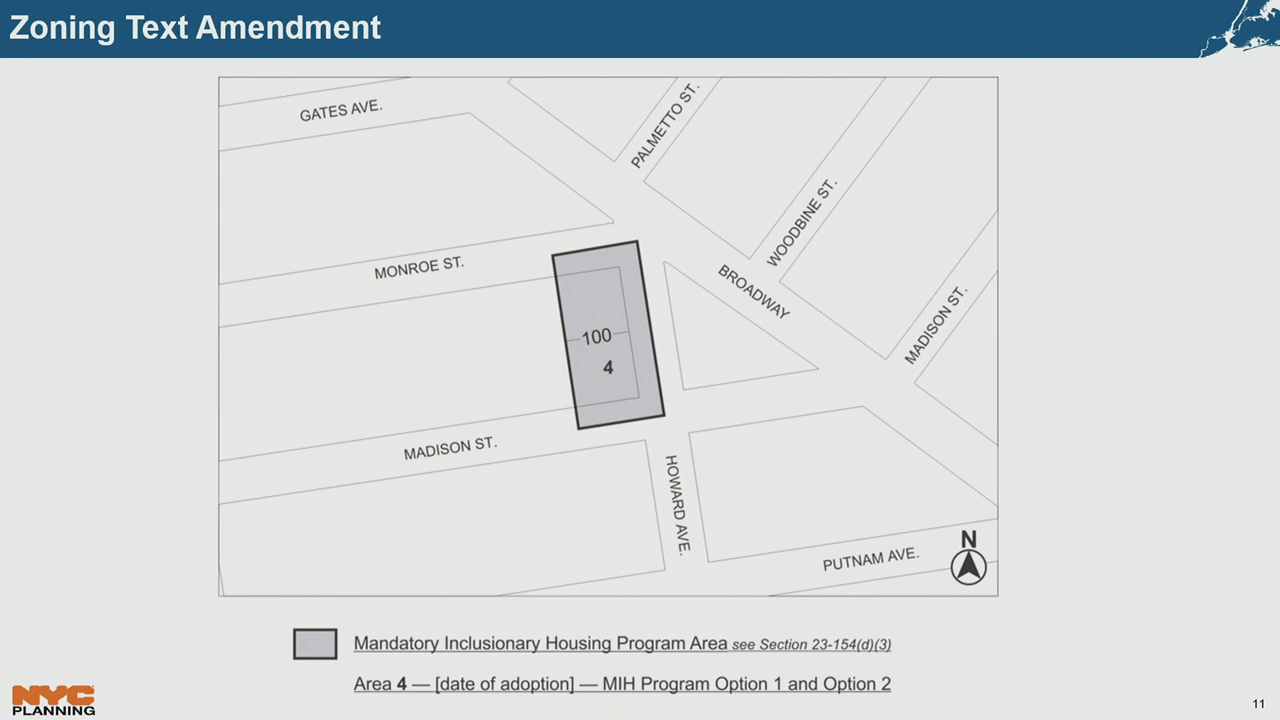 Zoning Text Amendment
GATES AVE.
PALMETTO ST.
WOODBINE ST.
MONROE ST.
BROADWAY
MADISON ST.
100
4
MADISON ST.
HOWARD AVE.
PUTNAM AVE.
N
Mandatory Inclusionary Housing Program Area see Section 23-154(d)(3)
Area 4 — [date of adoption] — MIH Program Option 1 and Option 2
NYC
PLANNING
11